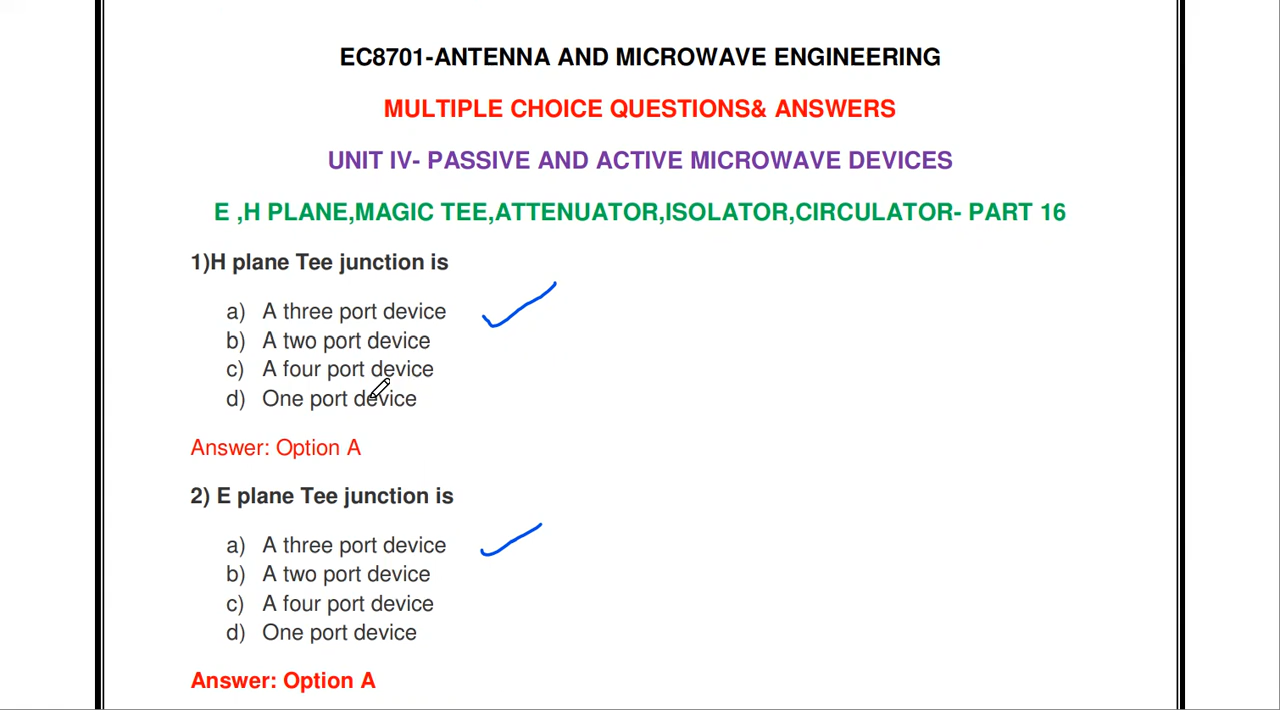 EC8701-ANTENNA AND MICROWAVE ENGINEERING
MULTIPLE CHOICE QUESTIONS& ANSWERS
UNIT IV- PASSIVE AND ACTIVE MICROWAVE DEVICES
E ,H PLANE,MAGIC TEE,ATTENUATOR,ISOLATOR,CIRCULATOR- PART 16
1)H plane Tee junction is
a) A three port device
b) A two port device
c) A four port device
d) One port device
Answer: Option A
2) E plane Tee junction is
a) A three port device
b) A two port device
c) A four port device
d) One port device
Answer: Option A